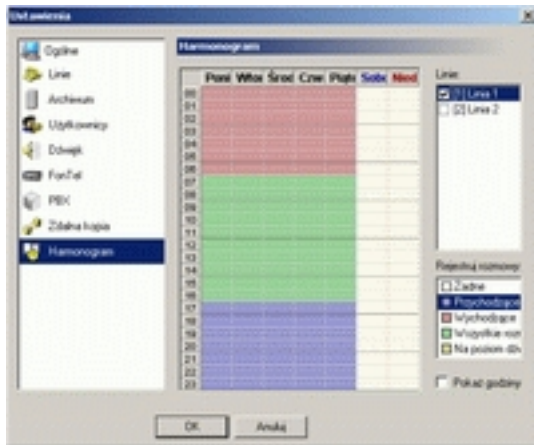 Ustawienia
Ogólne
Linie
Archiwum
Użytkownicy
Dźwięk
FonTel
PBX
Zdalna kopia
Harmonogram
Harmonogram
Poni Wtor Środ Czw Piąte Sobo Nied
00
01
02
03
04
05
06
07
08
09
10
11
12
13
14
15
16
17
18
19
20
21
22
23
Linie:
[1] Linia 1
[2] Linia 2
Rejestruj rozmowy:
Żadne
Przychodzące
Wychodzące
Wszystkie roz
Na poziom dźw
Pokaż godziny
OK
Anuluj